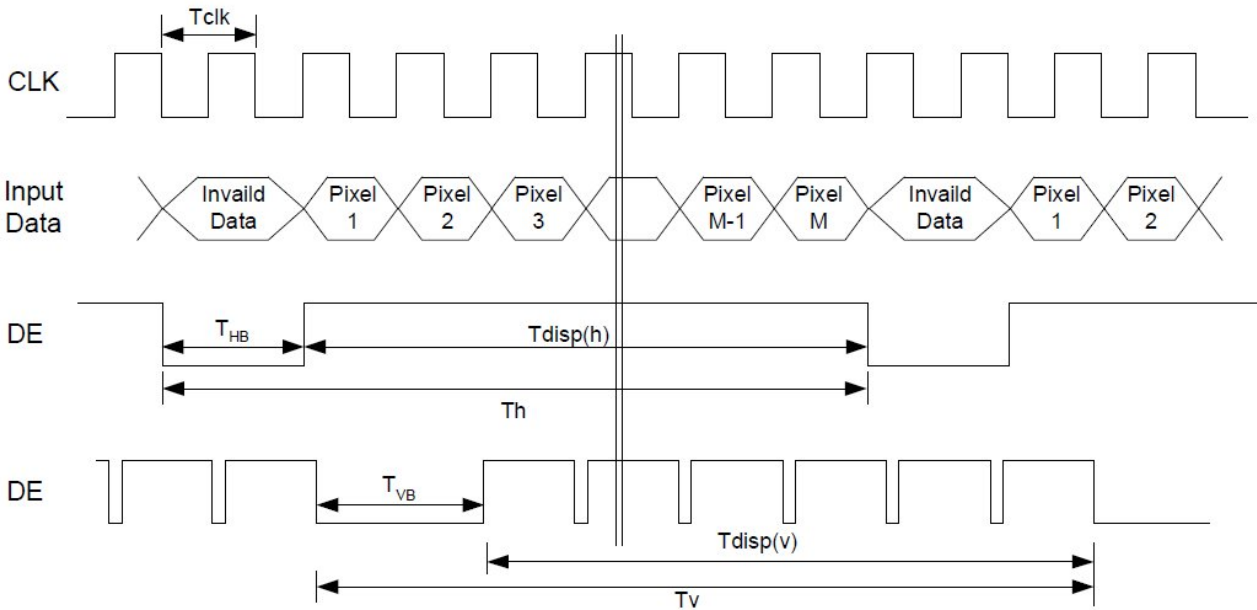 Tclk
CLK
Input
Data
Invaild
Data
Pixel
1
Pixel
2
Pixel
3
Pixel
M-1
Pixel
M
Invaild
Data
Pixel
1
Pixel
2
DE
THB
Tdisp(h)
Th
DE
TVB
Tdisp(v)
Tv